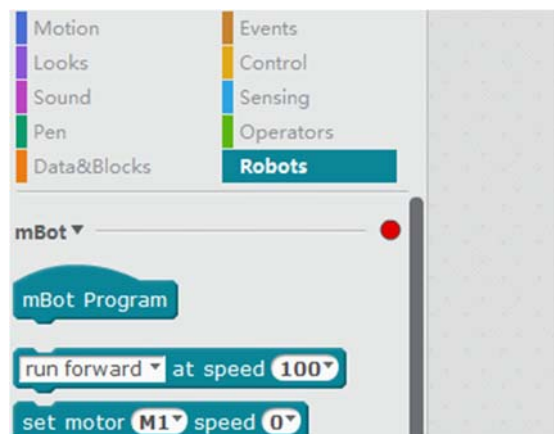 Motion
Events
Looks
Control
Sound
Sensing
Pen
Operators
Data&Blocks
Robots
mBot
mBot Program
run forward at speed 100
set motor M1 speed 0